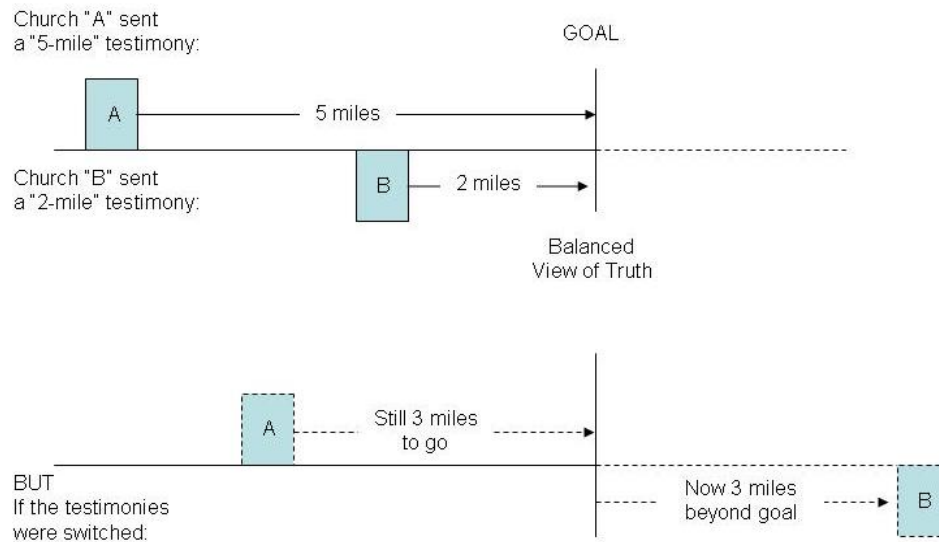 Church "A" sent
a "5-mile" testimony:
GOAL
A
5 miles
Church "B" sent
a "2-mile" testimony:
B
2 miles
Balanced
View of Truth
A
Still 3 miles
to go
BUT
If the testimonies
were switched:
Now 3 miles
beyond goal
B